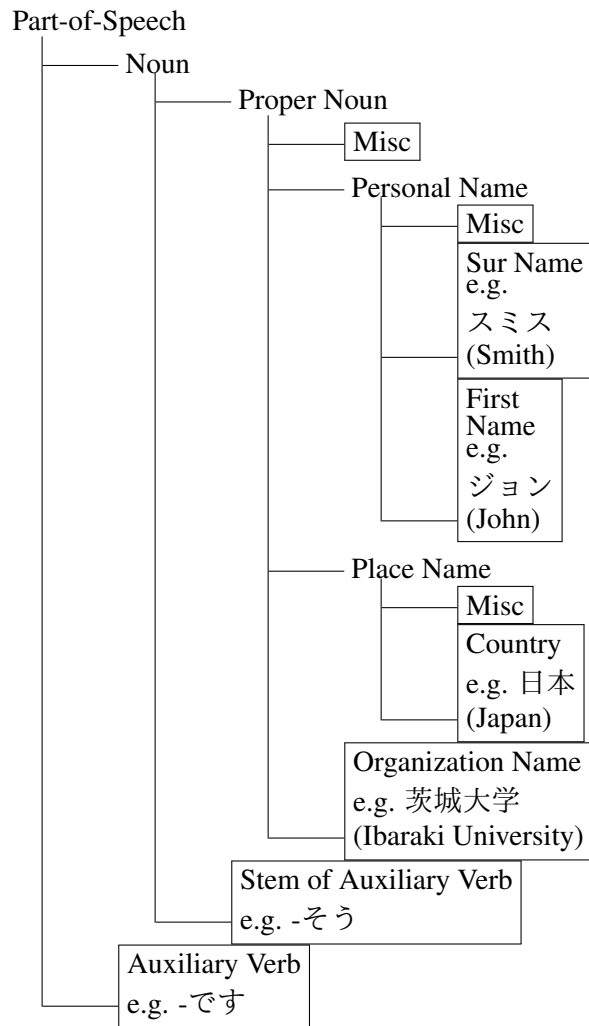 Part-of-Speech
Noun
Proper Noun
Misc
Personal Name
Misc
Sur Name
e.g.
スミス
(Smith)
First
Name
e.g.
ジョン
(John)
Place Name
Misc
Country
e.g. 日本
(Japan)
Organization Name
e.g. 茨城大学
(Ibaraki University)
Stem of Auxiliary Verb
e.g. -そう
Auxiliary Verb
e.g. -です